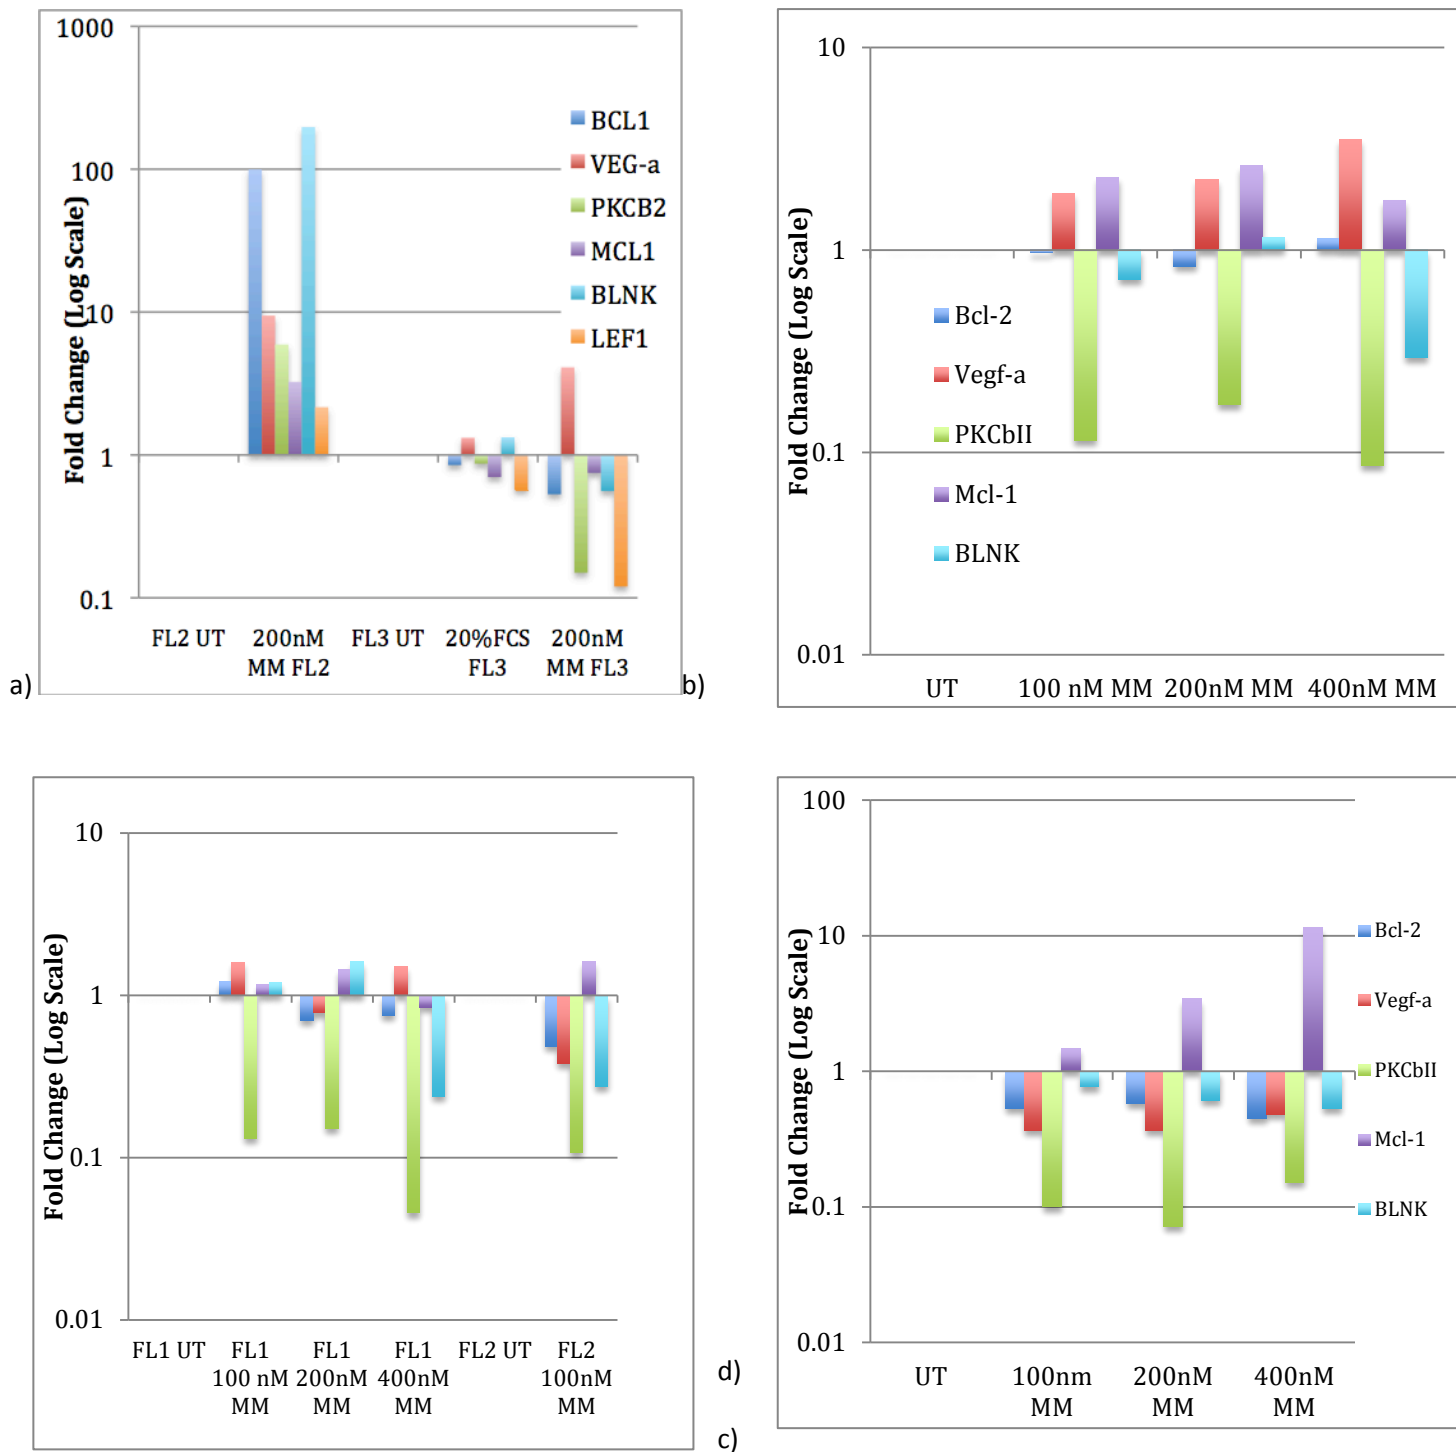 1000
100
10
1
0.1
Fold Change (Log Scale)
BCL1
VEG-a
PKCB2
MCL1
BLNK
LEF1
FL2 UT
200nM
MM FL2
FL3 UT
20%FCS
FL3
200nM
MM FL3
a)
10
1
0.1
0.01
Fold Change (Log Scale)
Bcl-2
Vegf-a
PKCbII
Mcl-1
BLNK
UT
100 nM MM
200nM MM
400nM MM
b)
10
1
0.1
0.01
Fold Change (Log Scale)
FL1 UT
FL1
100 nM
MM
FL1
200nM
MM
FL1
400nM
MM
FL2 UT
FL2
100nM
MM
d)
c)
100
10
1
0.1
0.01
Fold Change (Log Scale)
Bcl-2
Vegf-a
PKCbII
Mcl-1
BLNK
UT
100nm
MM
200nM
MM
400nM
MM